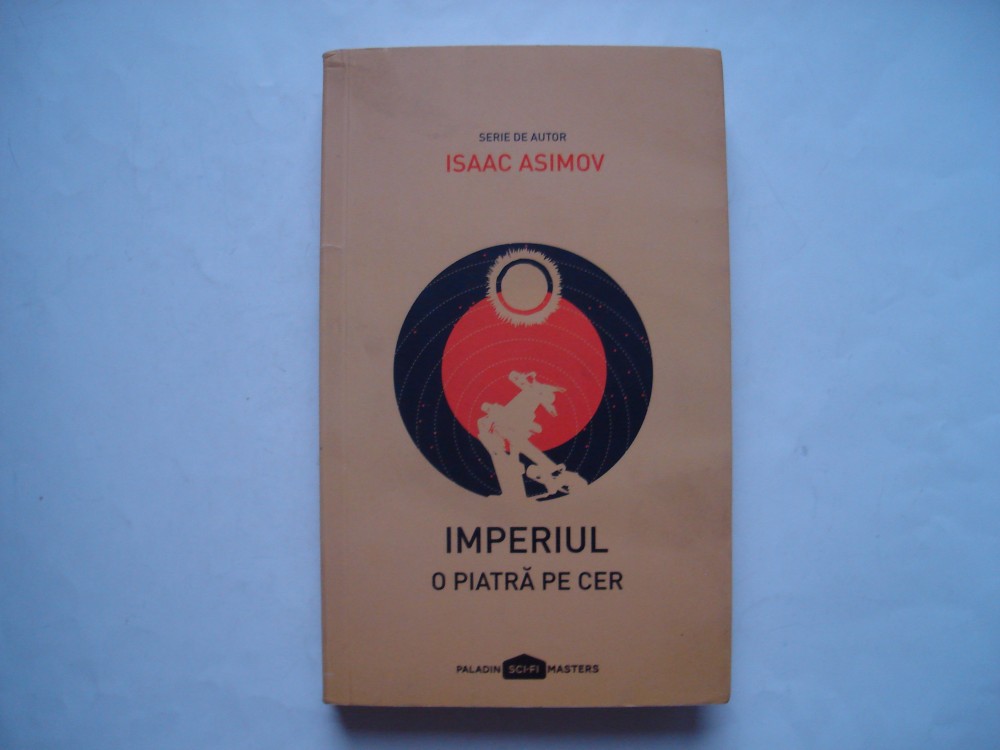 SERIE DE AUTOR
ISAAC ASIMOV
IMPERIUL
O PIATRĂ PE CER
PALADIN SCI-FI MASTERS